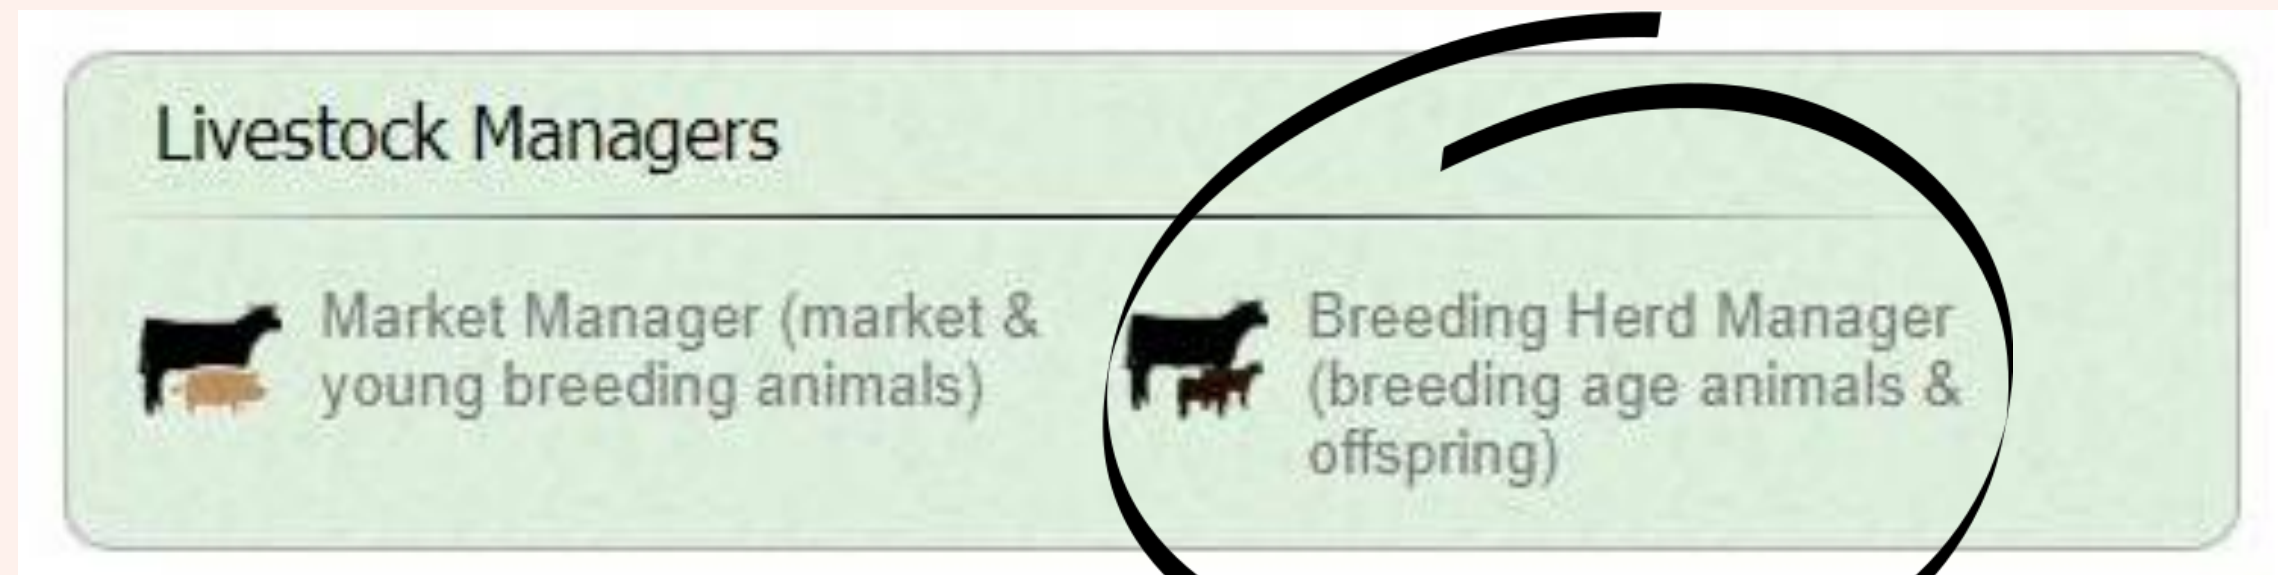 Livestock Managers
Market Manager (market &
young breeding animals)
Breeding Herd Manager
(breeding age animals &
offspring)